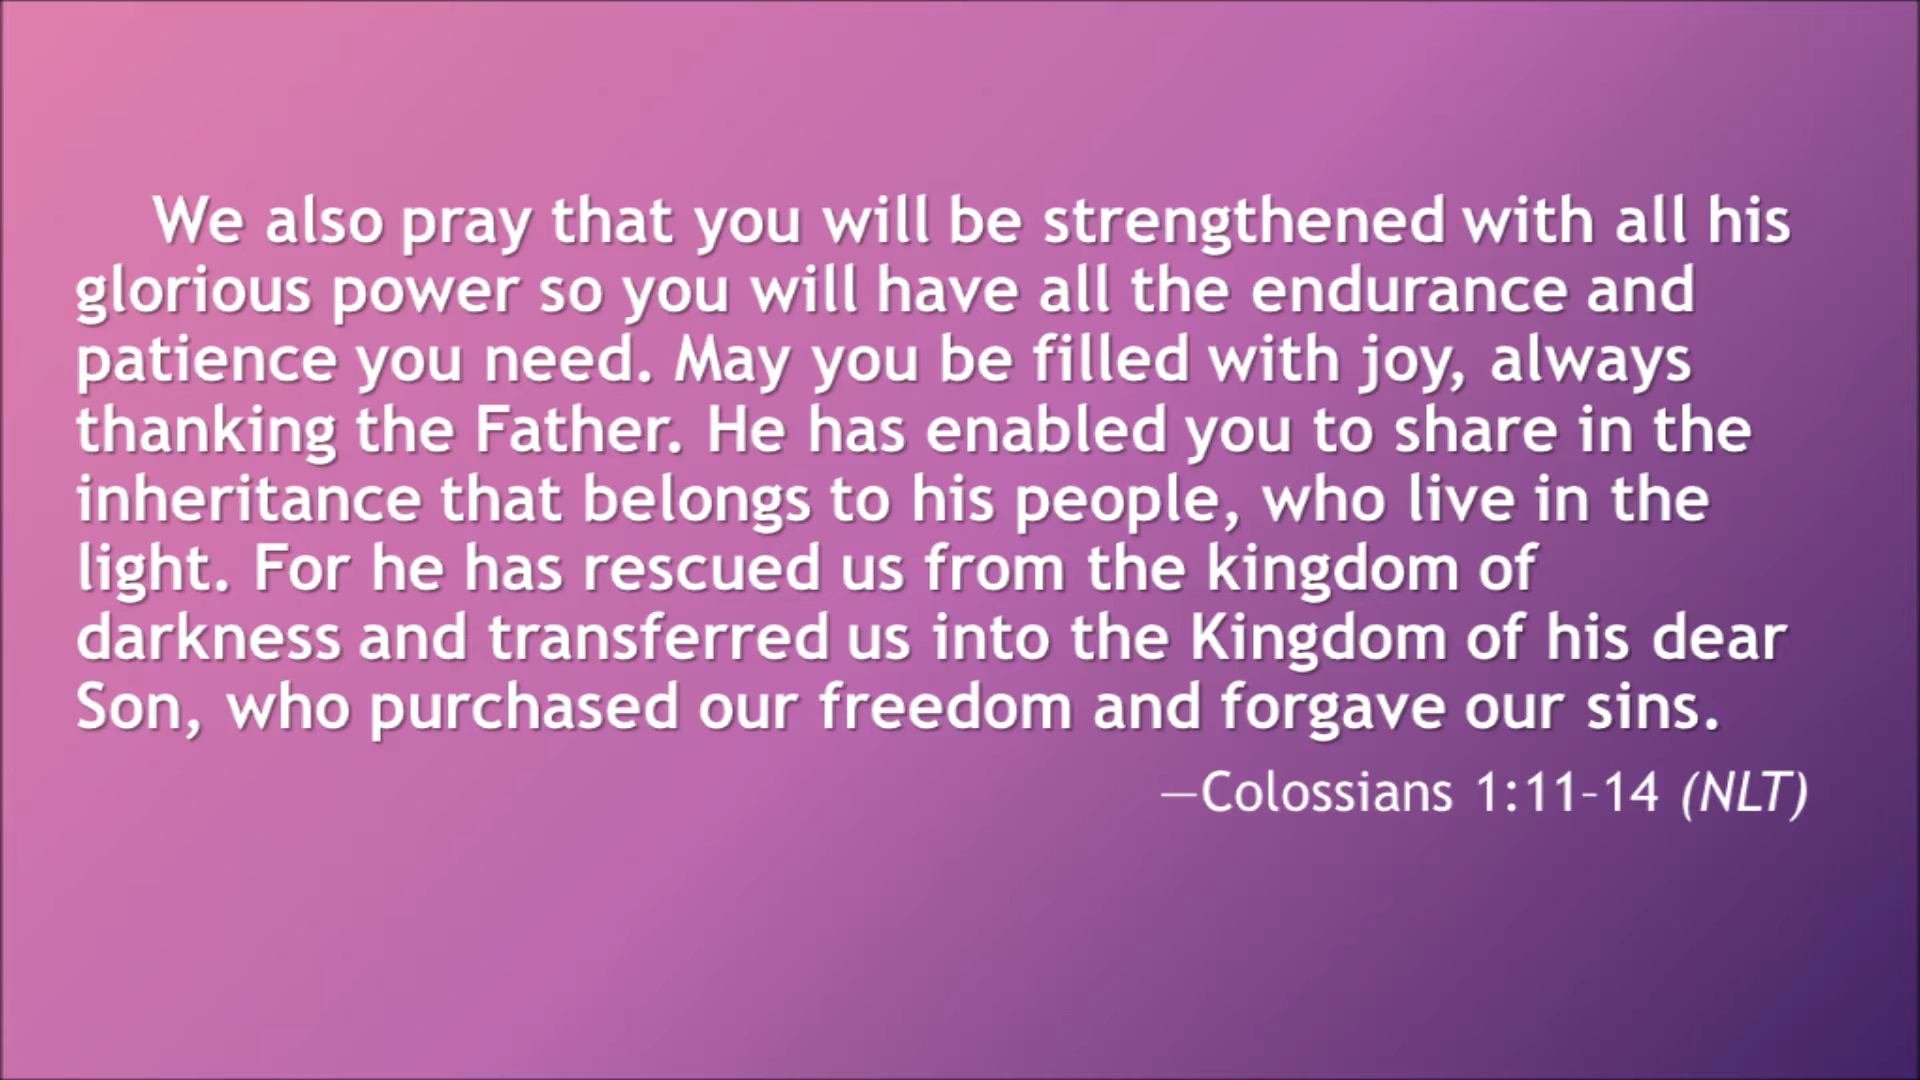 We also pray that you will be strengthened with all his
glorious power so you will have all the endurance and
patience you need. May you be filled with joy, always
thanking the Father. He has enabled you to share in the
inheritance that belongs to his people, who live in the
light. For he has rescued us from the kingdom of
darkness and transferred us into the Kingdom of his dear
Son, who purchased our freedom and forgave our sins.
—Colossians 1:11–14 (NLT)